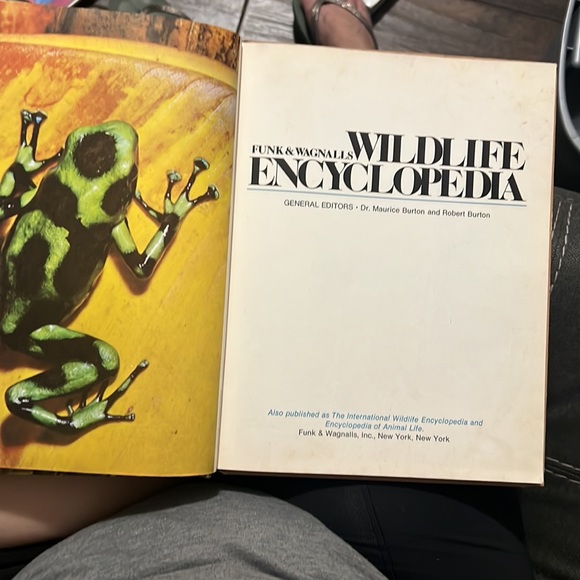 FUNK & WAGNALLS WILDLIFE
ENCYCLOPEDIA
GENERAL EDITORS • Dr. Maurice Burton and Robert Burton
Also published as The International Wildlife Encyclopedia and
Encyclopedia of Animal Life.
Funk & Wagnalls, Inc., New York, New York